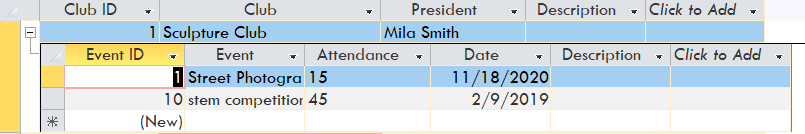 Club ID Club President Description Click to Add
1 Sculpture Club Mila Smith
Event ID Event Attendance Date Description Click to Add
1 Street Photogra 15 11/18/2020
10 stem competition 45 2/9/2019
(New)